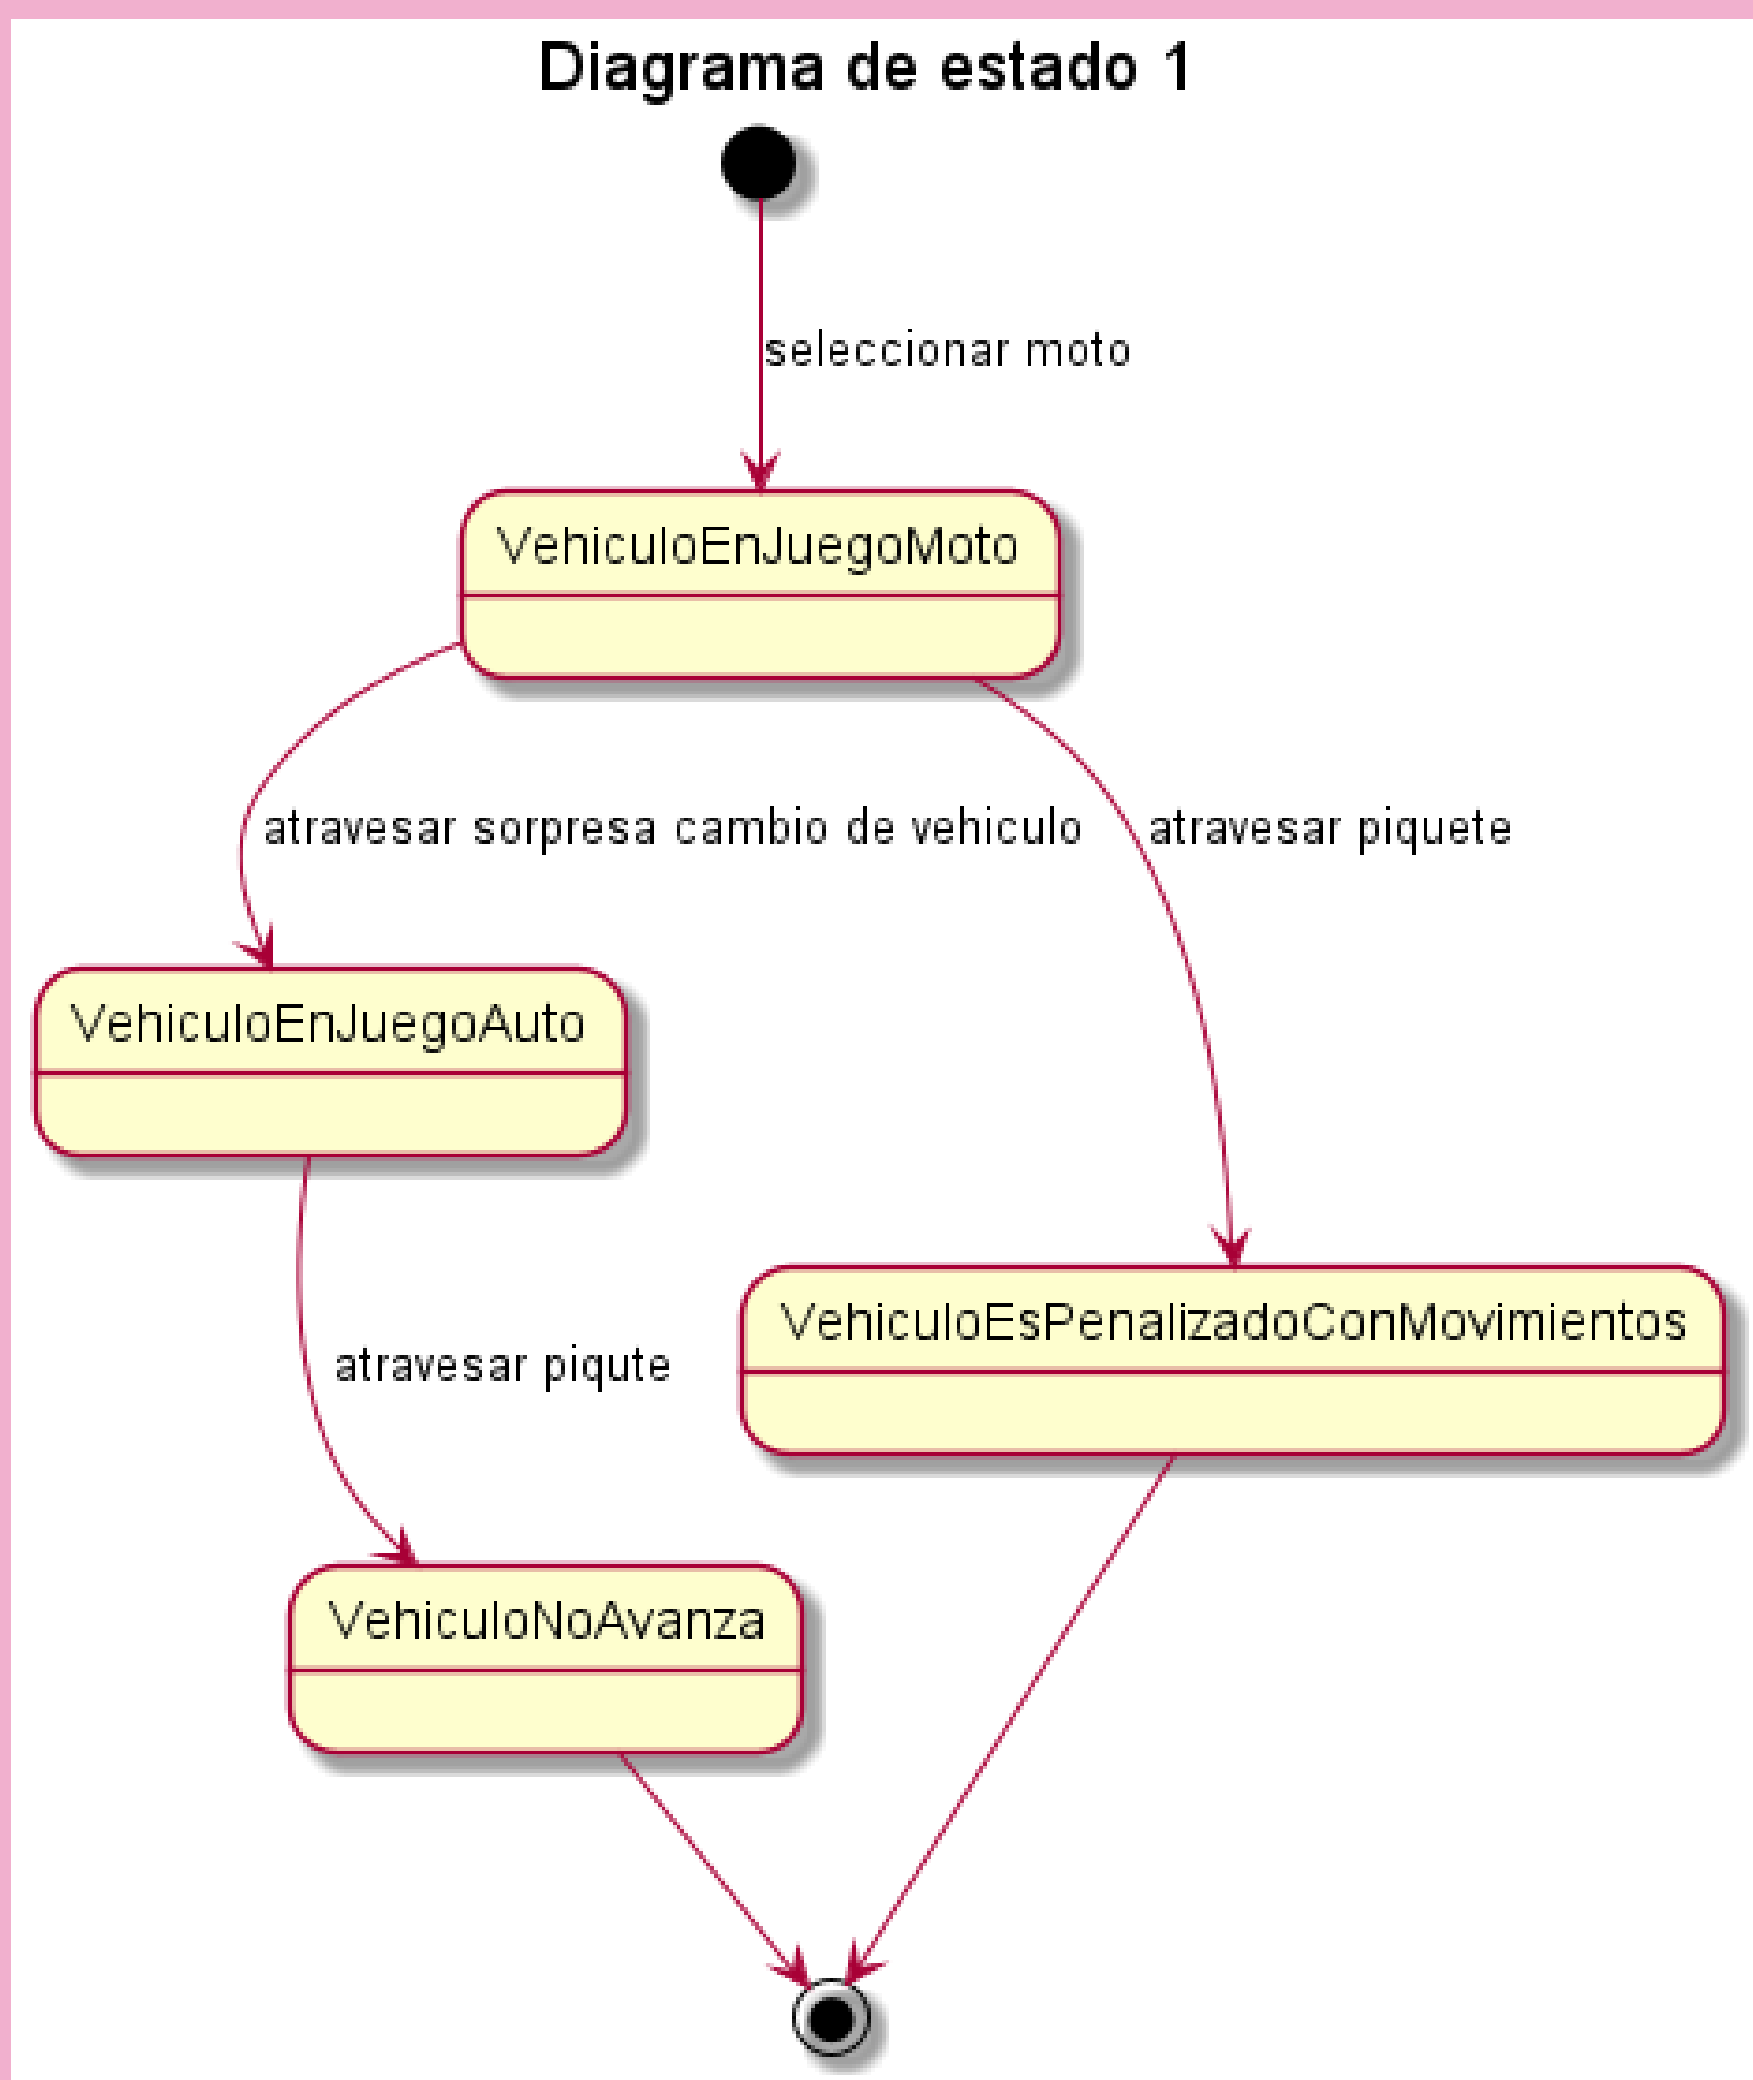 Diagrama de estado 1
seleccionar moto
VehiculoEnJuegoMoto
atravesar sorpresa cambio de vehiculo
atravesar piquete
VehiculoEnJuegoAuto
VehiculoEsPenalizadoConMovimientos
atravesar piqute
VehiculoNoAvanza